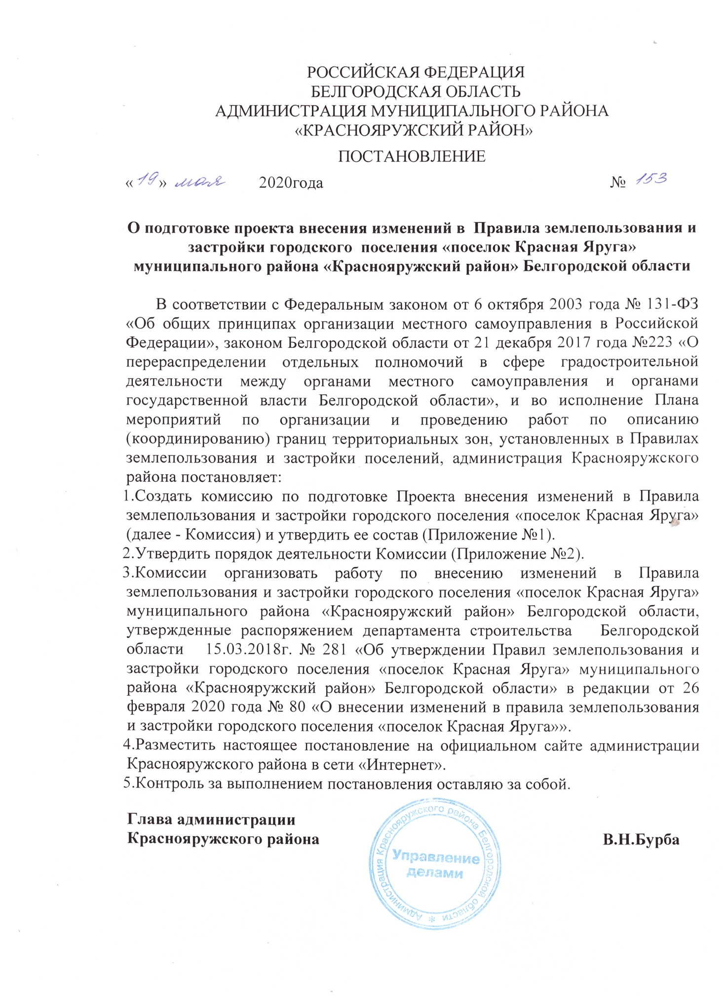 РОССИЙСКАЯ ФЕДЕРАЦИЯ
БЕЛГОРОДСКАЯ ОБЛАСТЬ
АДМИНИСТРАЦИЯ МУНИЦИПАЛЬНОГО РАЙОНА
«КРАСНОЯРУЖСКИЙ РАЙОН»
ПОСТАНОВЛЕНИЕ
«19» мая 2020года № 153
О подготовке проекта внесения изменений в Правила землепользования и
застройки городского поселения «поселок Красная Яруга»
муниципального района «Краснояружский район» Белгородской области
В соответствии с Федеральным законом от 6 октября 2003 года № 131-ФЗ
«Об общих принципах организации местного самоуправления в Российской
Федерации», законом Белгородской области от 21 декабря 2017 года №223 «О
перераспределении отдельных полномочий в сфере градостроительной
деятельности между органами местного самоуправления и органами
государственной власти Белгородской области», и во исполнение Плана
мероприятий по организации и проведению работ по описанию
(координированию) границ территориальных зон, установленных в Правилах
землепользования и застройки поселений, администрация Краснояружского
района постановляет:
1.Создать комиссию по подготовке Проекта внесения изменений в Правила
землепользования и застройки городского поселения «поселок Красная Яруга»
(далее - Комиссия) и утвердить ее состав (Приложение №1).
2.Утвердить порядок деятельности Комиссии (Приложение №2).
3.Комиссии организовать работу по внесению изменений в Правила
землепользования и застройки городского поселения «поселок Красная Яруга»
муниципального района «Краснояружский район» Белгородской области,
утвержденные распоряжением департамента строительства Белгородской
области 15.03.2018г. № 281 «Об утверждении Правил землепользования и
застройки городского поселения «поселок Красная Яруга» муниципального
района «Краснояружский район» Белгородской области» в редакции от 26
февраля 2020 года № 80 «О внесении изменений в правила землепользования
и застройки городского поселения «поселок Красная Яруга»».
4.Разместить настоящее постановление на официальном сайте администрации
Краснояружского района в сети «Интернет».
5.Контроль за выполнением постановления оставляю за собой.
Глава администрации
Краснояружского района В.Н.Бурба
Администрация Краснояружского района Белгородской области *
Управление
делами